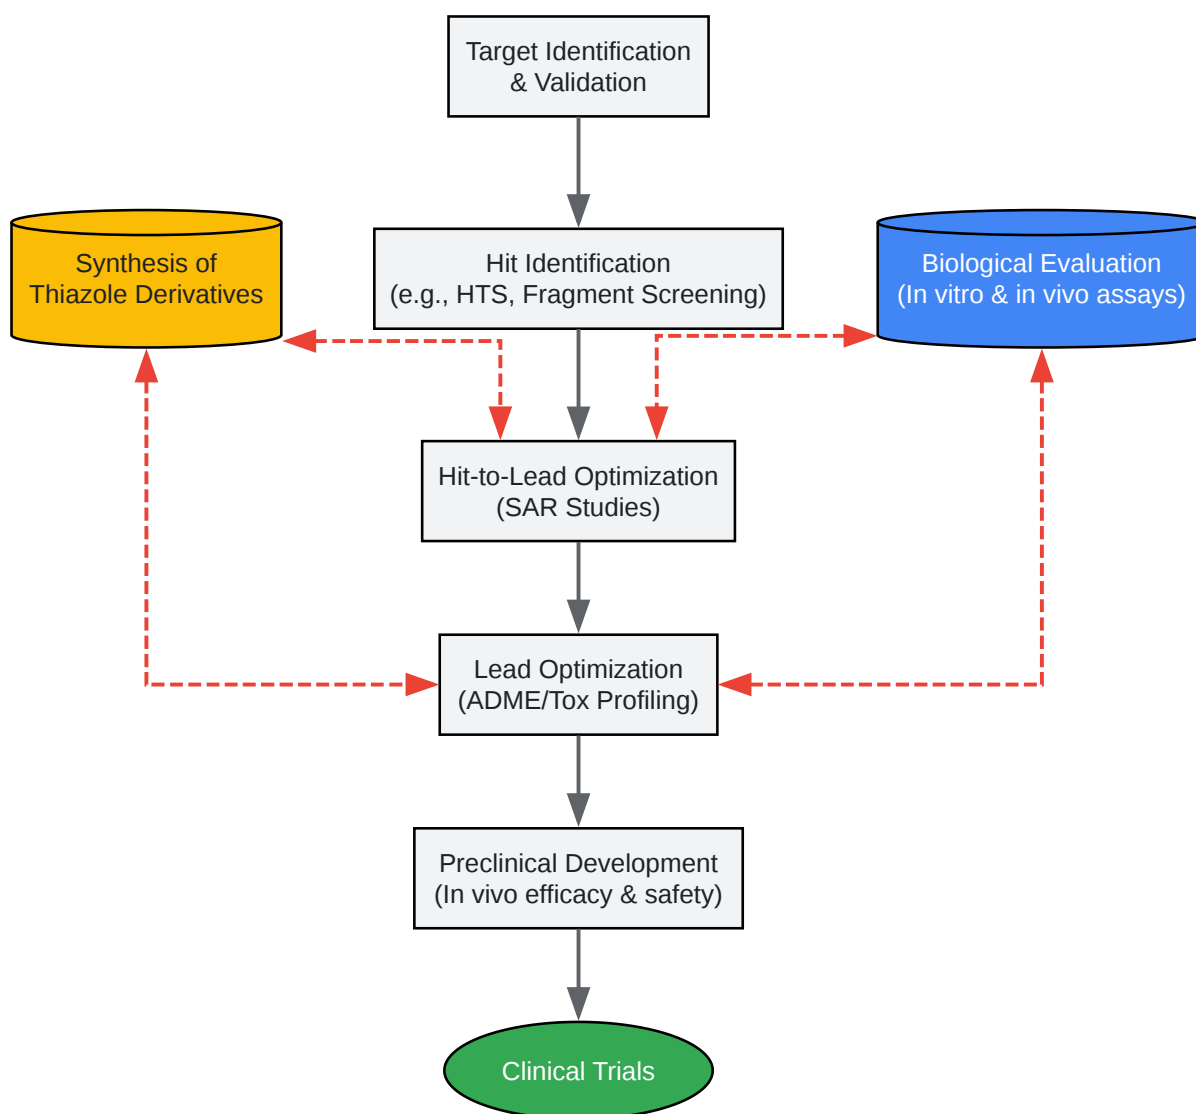 Target Identification
& Validation
Synthesis of
Thiazole Derivatives
Hit Identification
(e.g., HTS, Fragment Screening)
Biological Evaluation
(In vitro & in vivo assays)
Hit-to-Lead Optimization
(SAR Studies)
Lead Optimization
(ADME/Tox Profiling)
Preclinical Development
(In vivo efficacy & safety)
Clinical Trials